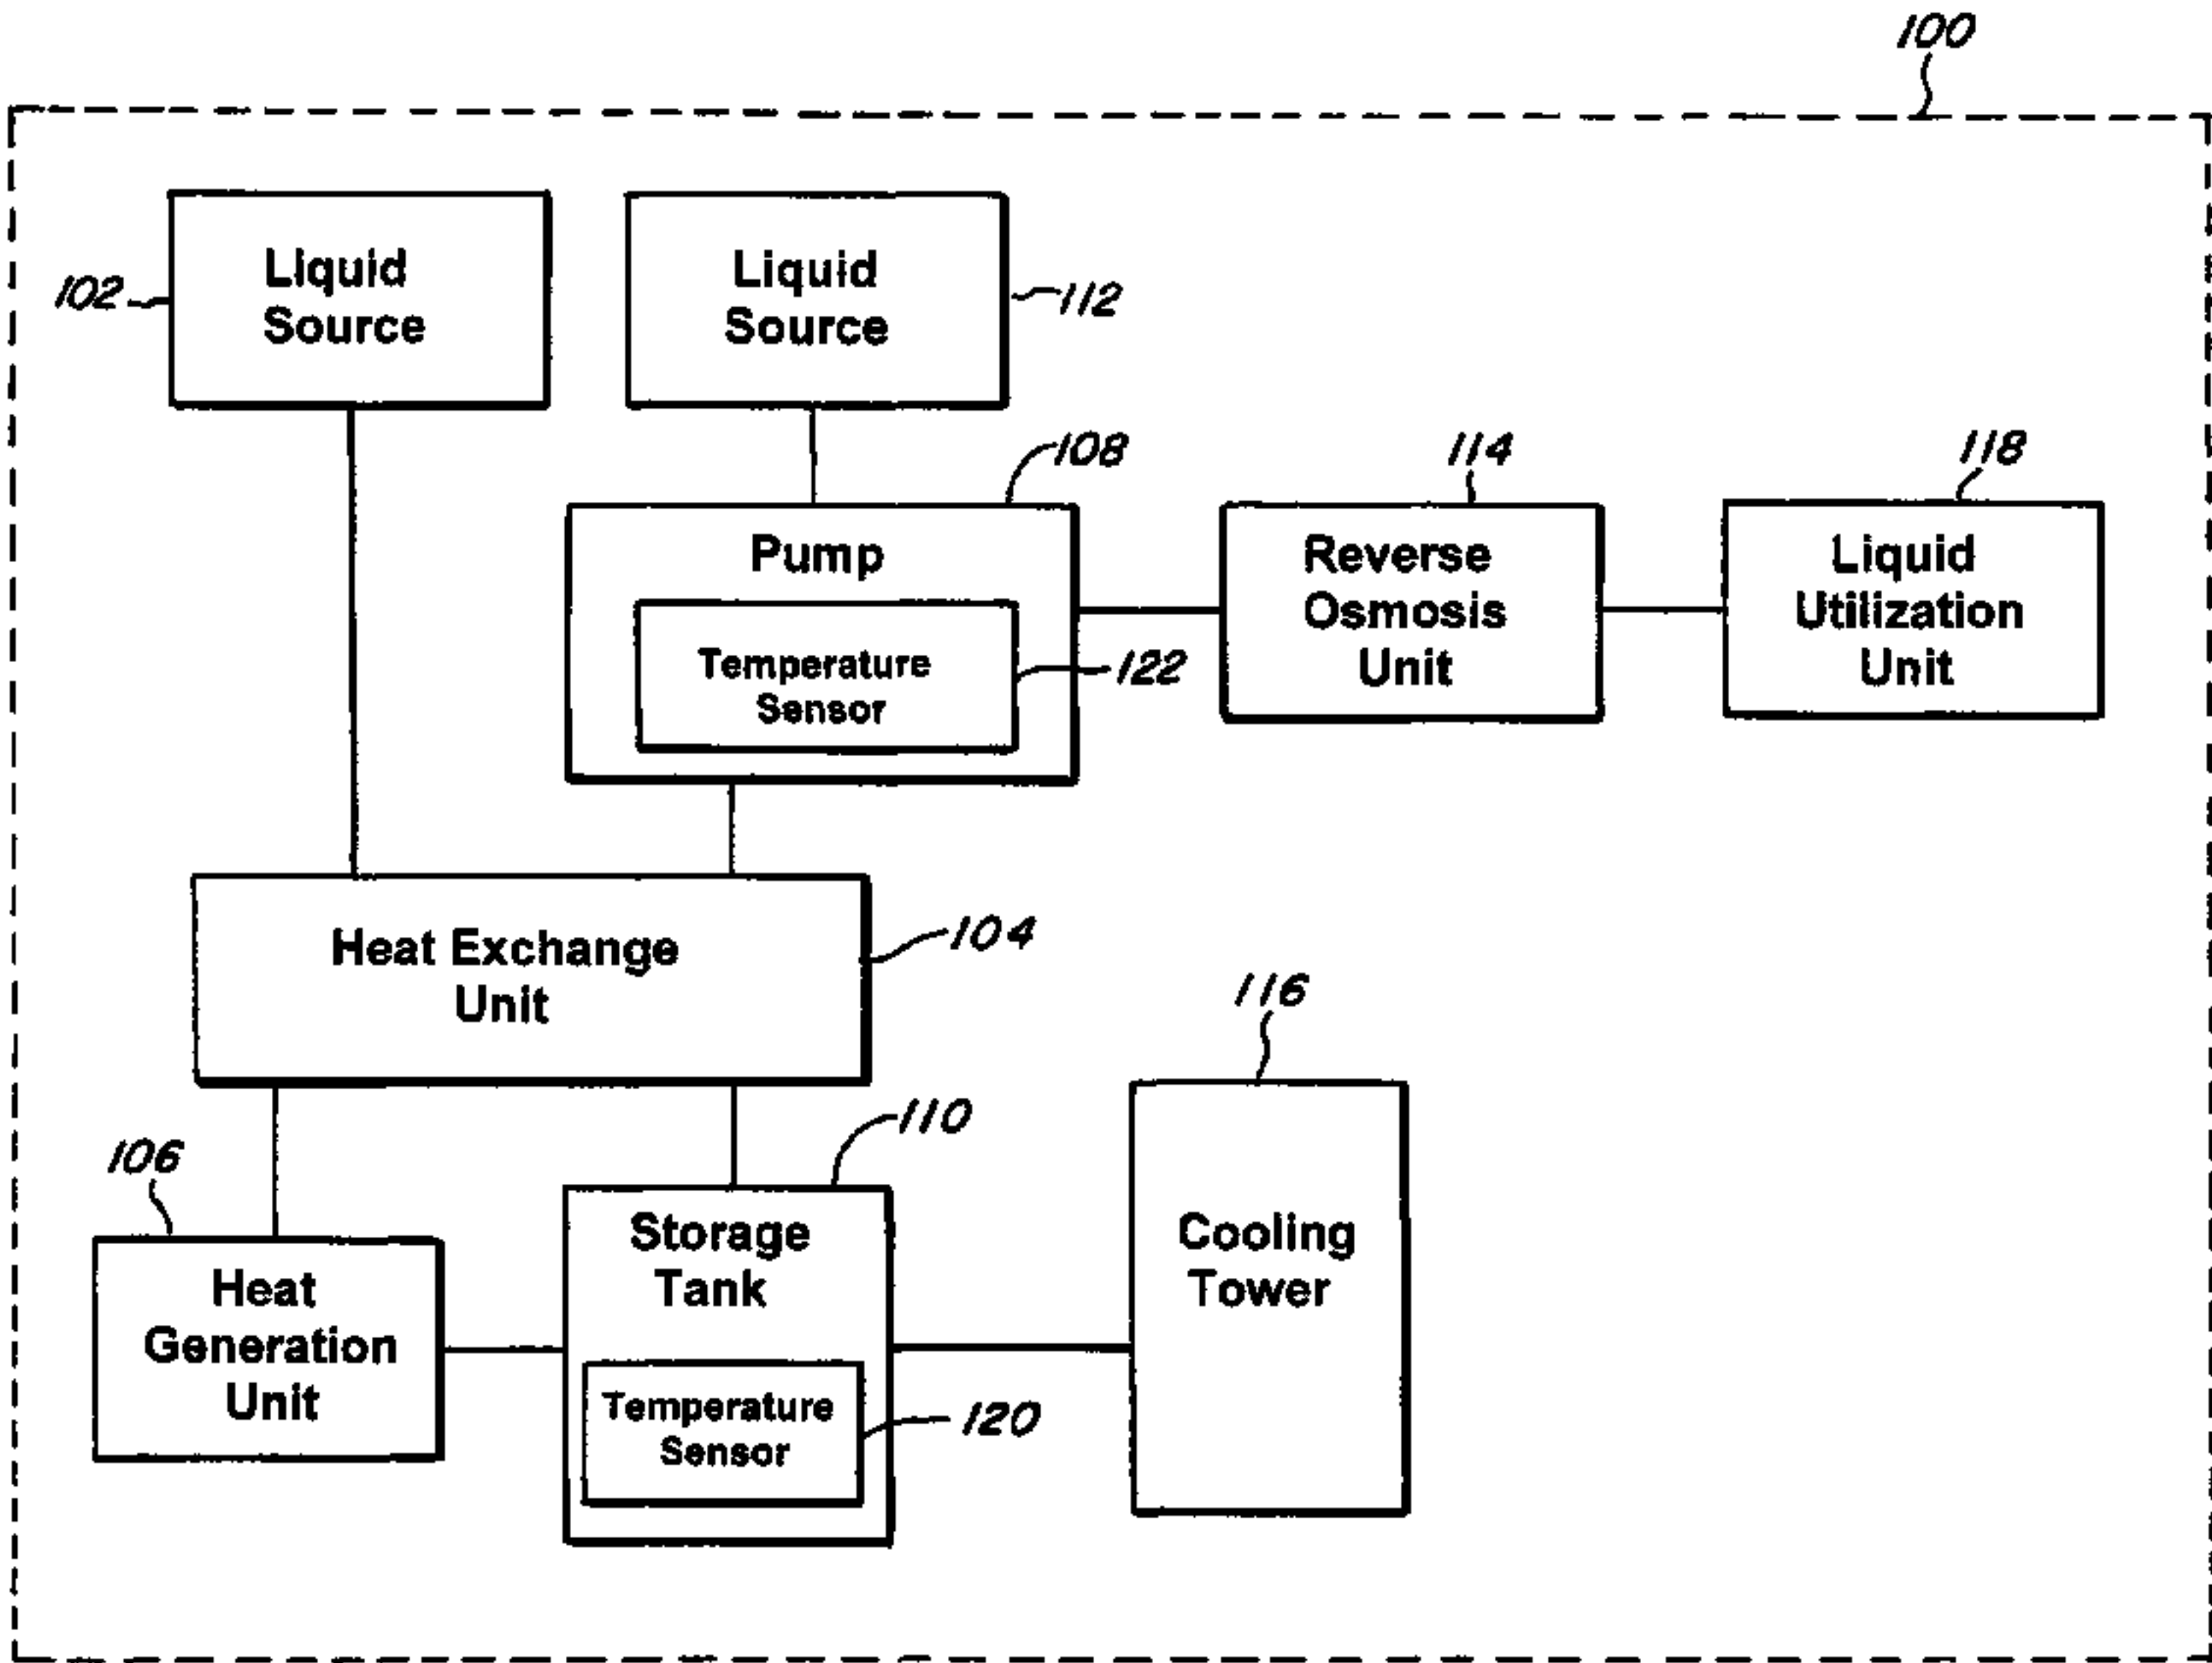 100
Liquid
Source
102
Liquid
Source
112
108
Pump
Temperature
Sensor
122
114
Reverse
Osmosis
Unit
118
Liquid
Utilization
Unit
Heat Exchange
Unit
104
106
Heat
Generation
Unit
110
Storage
Tank
Temperature
Sensor
120
116
Cooling
Tower